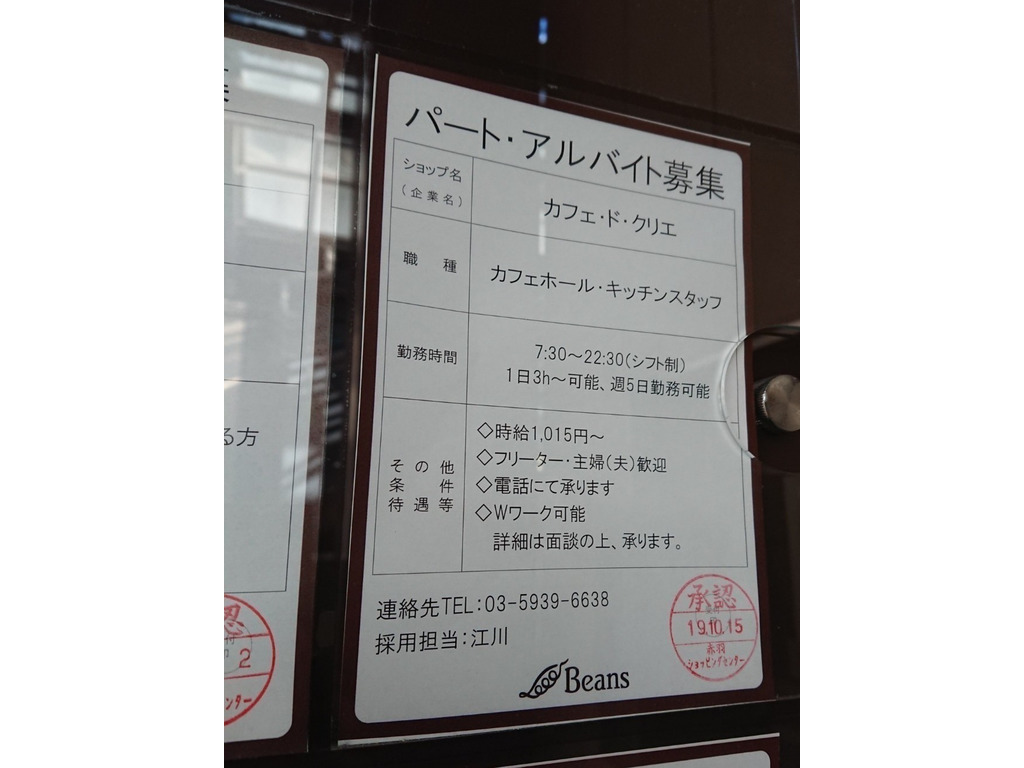 パート・アルバイト募集
ショップ名
(企業名)
カフェ・ド・クリエ
職種
カフェホール・キッチンスタッフ
勤務時間
7:30～22:30(シフト制)
1日3h～可能、週5日勤務可能
その他
条件
待遇等
◇時給1,015円～
◇フリーター・主婦(夫)歓迎
◇電話にて承ります
◇Wワーク可能
詳細は面談の上、承ります。
連絡先TEL:03-5939-6638
採用担当:江川
Beans
承認
19.10.15
赤羽
ショッピングセンター
る方
認
2
ンター